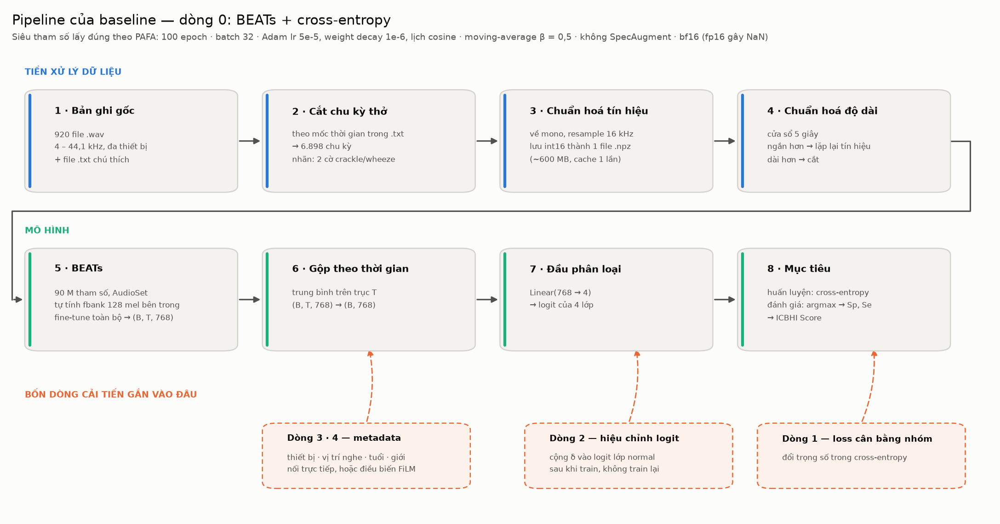 Pipeline của baseline — dòng 0: BEATs + cross-entropy
Siêu tham số lấy đúng theo PAFA: 100 epoch · batch 32 · Adam lr 5e-5, weight decay 1e-6, lịch cosine · moving-average β = 0,5 · không SpecAugment · bf16 (fp16 gây NaN)
TIỀN XỬ LÝ DỮ LIỆU
1 · Bản ghi gốc
920 file .wav
4 – 44,1 kHz, đa thiết bị
+ file .txt chú thích
2 · Cắt chu kỳ thở
theo mốc thời gian trong .txt
→ 6.898 chu kỳ
nhãn: 2 cờ crackle/wheeze
3 · Chuẩn hoá tín hiệu
về mono, resample 16 kHz
lưu int16 thành 1 file .npz
(~600 MB, cache 1 lần)
4 · Chuẩn hoá độ dài
cửa sổ 5 giây
ngắn hơn → lặp lại tín hiệu
dài hơn → cắt
MÔ HÌNH
5 · BEATs
90 M tham số, AudioSet
tự tính fbank 128 mel bên trong
fine-tune toàn bộ → (B, T, 768)
6 · Gộp theo thời gian
trung bình trên trục T
(B, T, 768) → (B, 768)
7 · Đầu phân loại
Linear(768 → 4)
→ logit của 4 lớp
8 · Mục tiêu
huấn luyện: cross-entropy
đánh giá: argmax → Sp, Se
→ ICBHI Score
BỐN DÒNG CẢI TIẾN GẮN VÀO ĐÂU
Dòng 3 · 4 — metadata
thiết bị · vị trí nghe · tuổi · giới
nối trực tiếp, hoặc điều biến FiLM
Dòng 2 — hiệu chỉnh logit
cộng δ vào logit lớp normal
sau khi train, không train lại
Dòng 1 — loss cân bằng nhóm
đổi trọng số trong cross-entropy